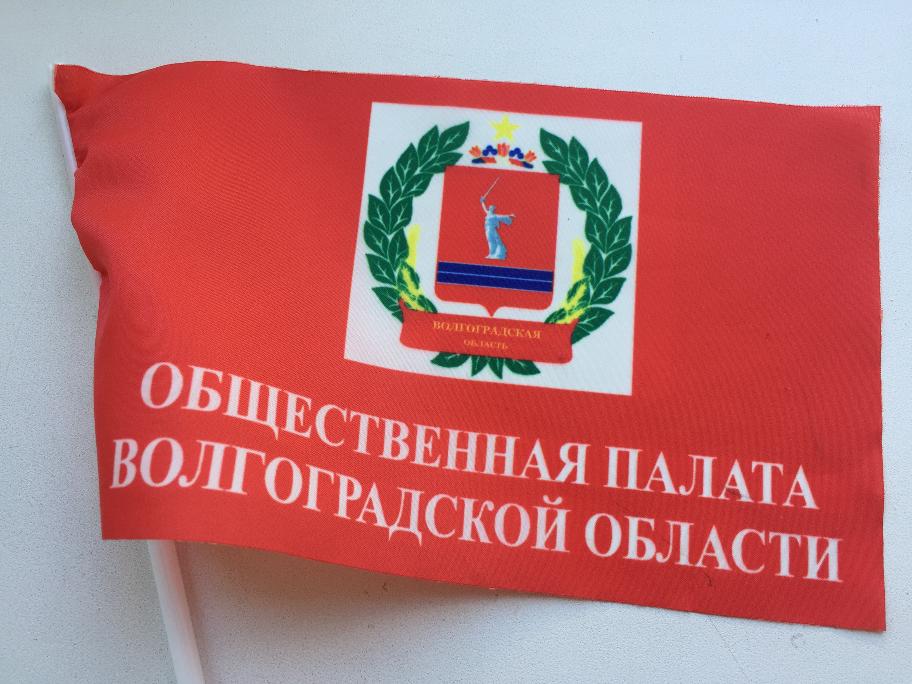 ВОЛГОГРАДСКАЯ
ОБЛАСТЬ
ОБЩЕСТВЕННАЯ ПАЛАТА
ВОЛГОГРАДСКОЙ ОБЛАСТИ